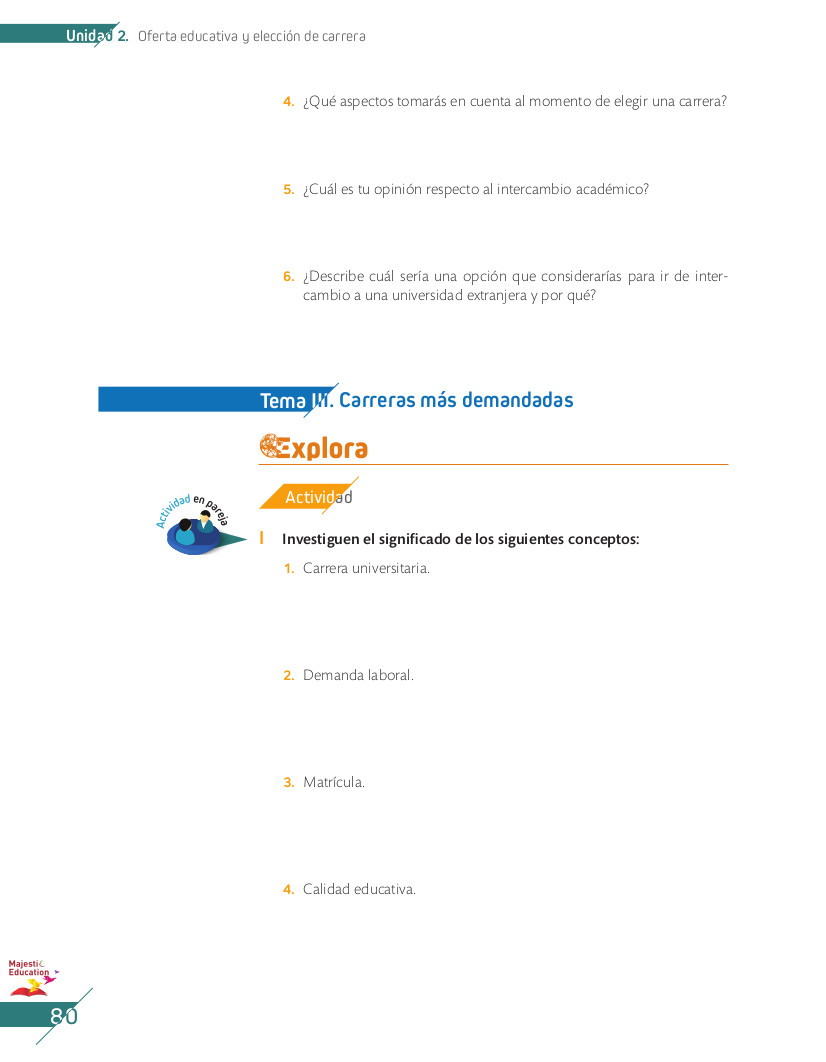 Unidad 2. Oferta educativa y elección de carrera
4. ¿Qué aspectos tomarás en cuenta al momento de elegir una carrera?
5. ¿Cuál es tu opinión respecto al intercambio académico?
6. ¿Describe cuál sería una opción que considerarías para ir de inter-
cambio a una universidad extranjera y por qué?
Tema III. Carreras más demandadas
Explora
Actividad
Actividad en pareja
I Investiguen el significado de los siguientes conceptos:
1. Carrera universitaria.
2. Demanda laboral.
3. Matrícula.
4. Calidad educativa.
Majestic
Education
80